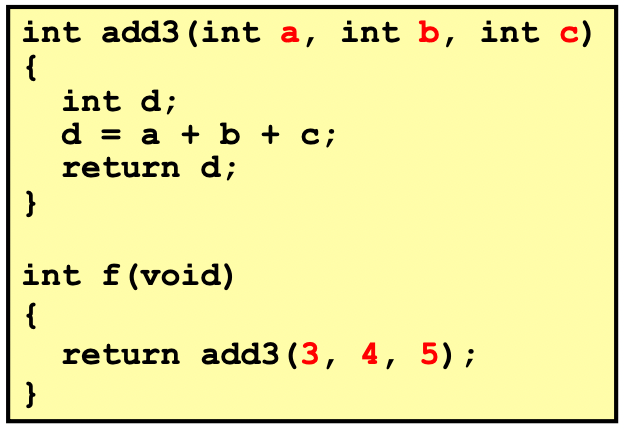 int add3(int a, int b, int c)
{
  int d;
  d = a + b + c;
  return d;
}

int f(void)
{
  return add3(3, 4, 5);
}